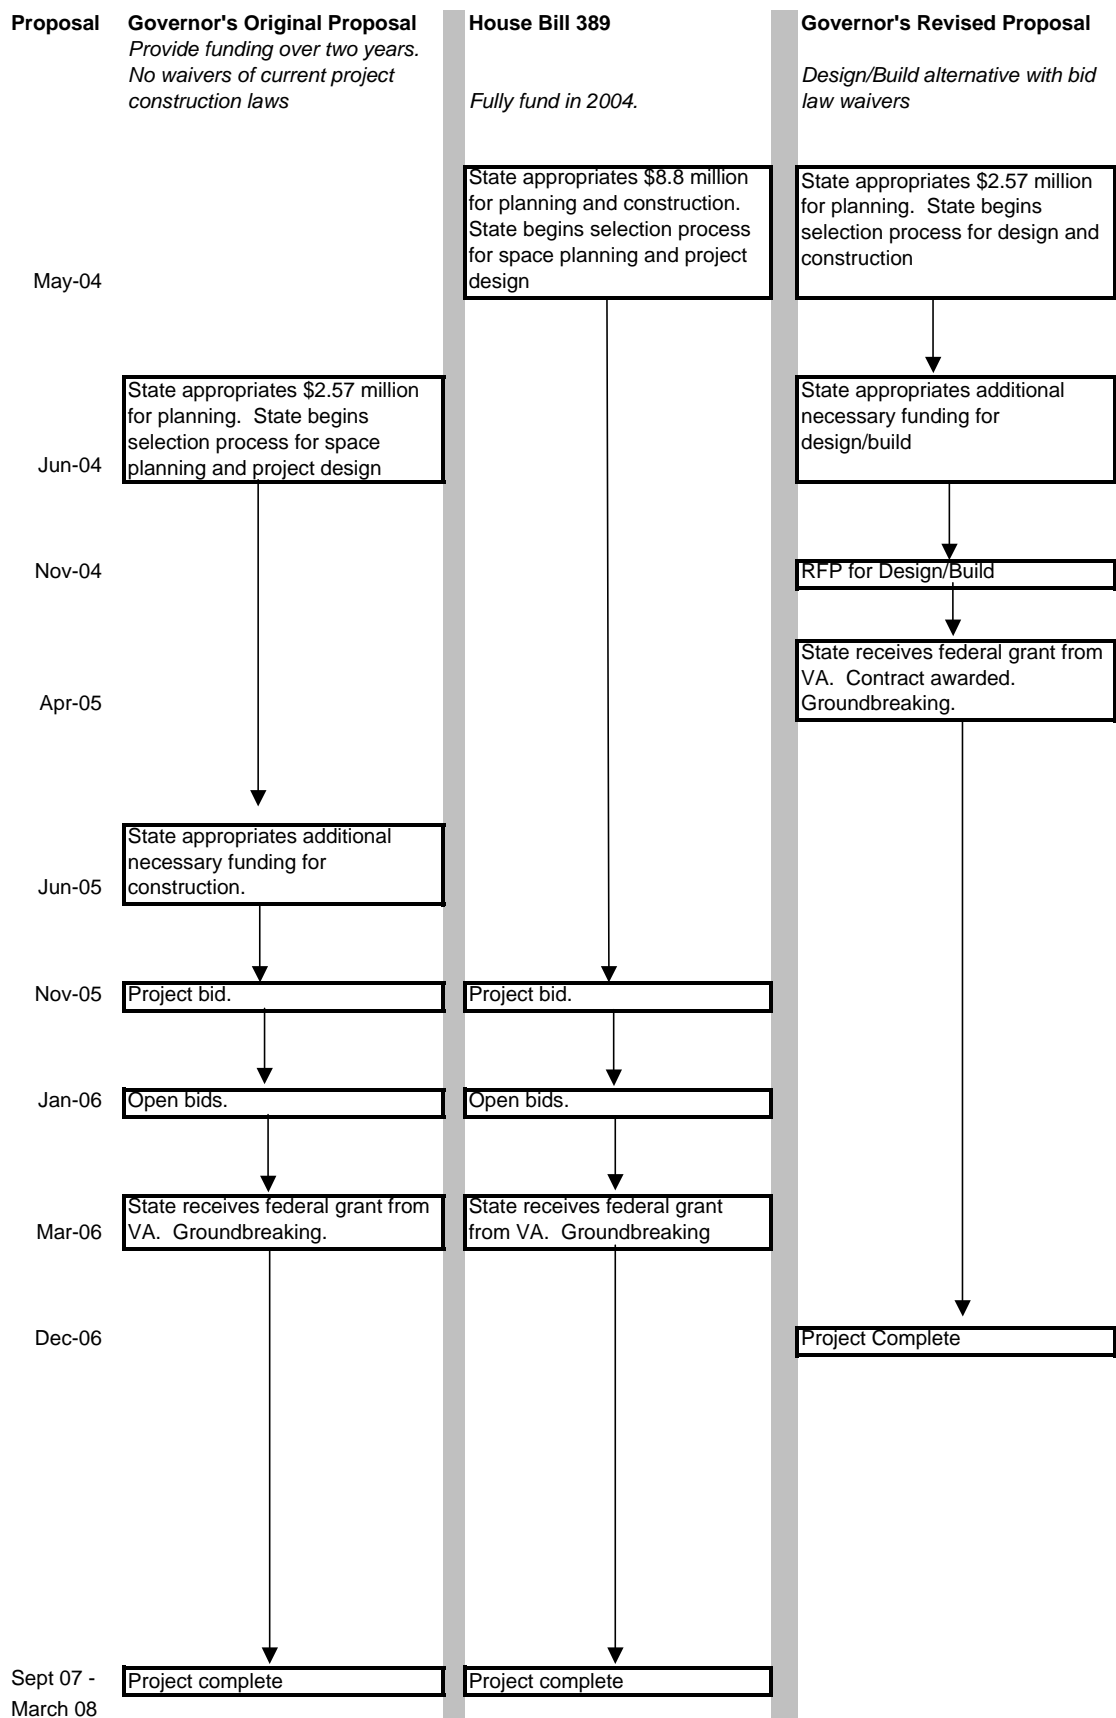 Proposal
Governor's Original Proposal
Provide funding over two years.
No waivers of current project
construction laws
House Bill 389
Fully fund in 2004.
Governor's Revised Proposal
Design/Build alternative with bid
law waivers
May-04
State appropriates $8.8 million
for planning and construction.
State begins selection process
for space planning and project
design
State appropriates $2.57 million
for planning.  State begins
selection process for design and
construction
Jun-04
State appropriates $2.57 million
for planning.  State begins
selection process for space
planning and project design
State appropriates additional
necessary funding for
design/build
Nov-04
RFP for Design/Build
Apr-05
State receives federal grant from
VA.  Contract awarded.
Groundbreaking.
Jun-05
State appropriates additional
necessary funding for
construction.
Nov-05
Project bid.
Project bid.
Jan-06
Open bids.
Open bids.
Mar-06
State receives federal grant from
VA.  Groundbreaking.
State receives federal grant
from VA.  Groundbreaking
Dec-06
Project Complete
Sept 07 -
March 08
Project complete
Project complete